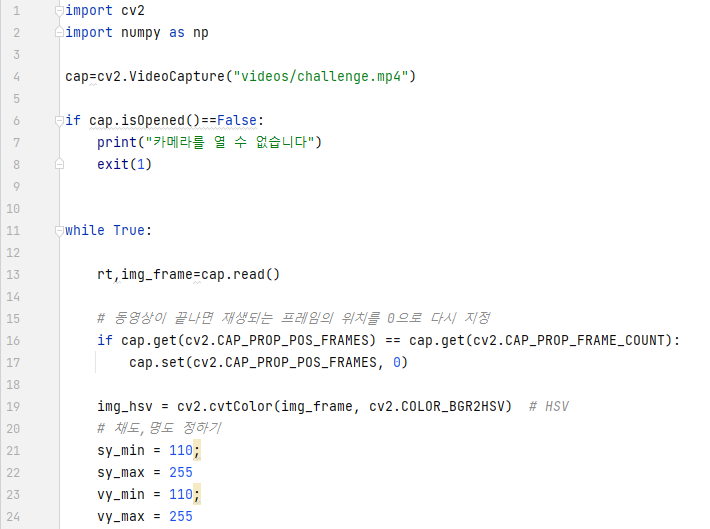 1 import cv2
2 import numpy as np
3
4 cap=cv2.VideoCapture("videos/challenge.mp4")
5
6 if cap.isOpened()==False:
7     print("카메라를 열 수 없습니다")
8     exit(1)
9
10
11 while True:
12
13     rt,img_frame=cap.read()
14
15     # 동영상이 끝나면 재생되는 프레임의 위치를 0으로 다시 지정
16     if cap.get(cv2.CAP_PROP_POS_FRAMES) == cap.get(cv2.CAP_PROP_FRAME_COUNT):
17         cap.set(cv2.CAP_PROP_POS_FRAMES, 0)
18
19     img_hsv = cv2.cvtColor(img_frame, cv2.COLOR_BGR2HSV)  # HSV
20     # 채도,명도 정하기
21     sy_min = 110;
22     sy_max = 255
23     vy_min = 110;
24     vy_max = 255